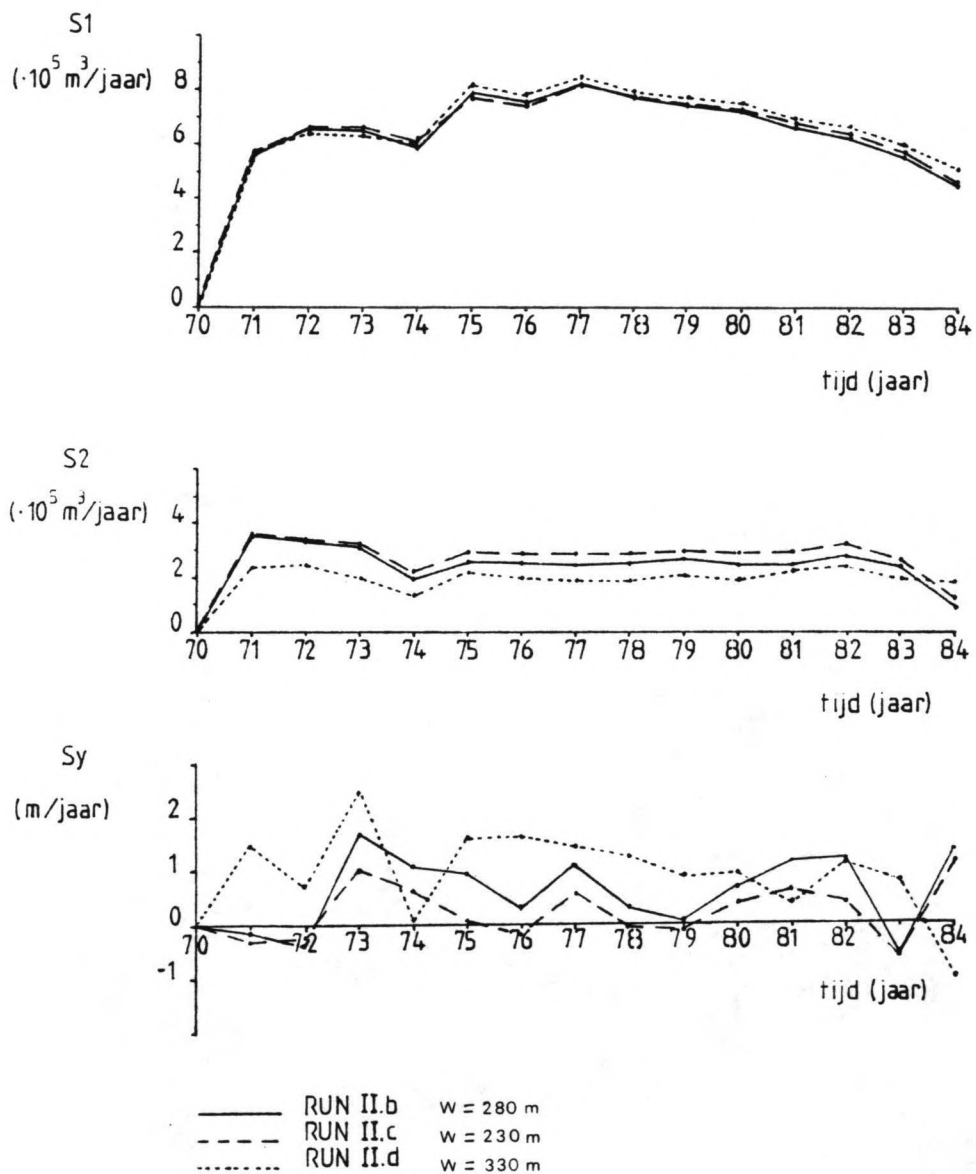 S1
(·10⁵ m³/jaar)
8
6
4
2
0
70 71 72 73 74 75 76 77 78 79 80 81 82 83 84
tijd (jaar)
S2
(·10⁵ m³/jaar)
4
2
0
70 71 72 73 74 75 76 77 78 79 80 81 82 83 84
tijd (jaar)
Sy
(m/jaar)
2
1
0
70 71 72 73 74 75 76 77 78 79 80 81 82 83 84
-1
tijd (jaar)
RUN II.b W = 280 m
RUN II.c W = 230 m
RUN II.d W = 330 m